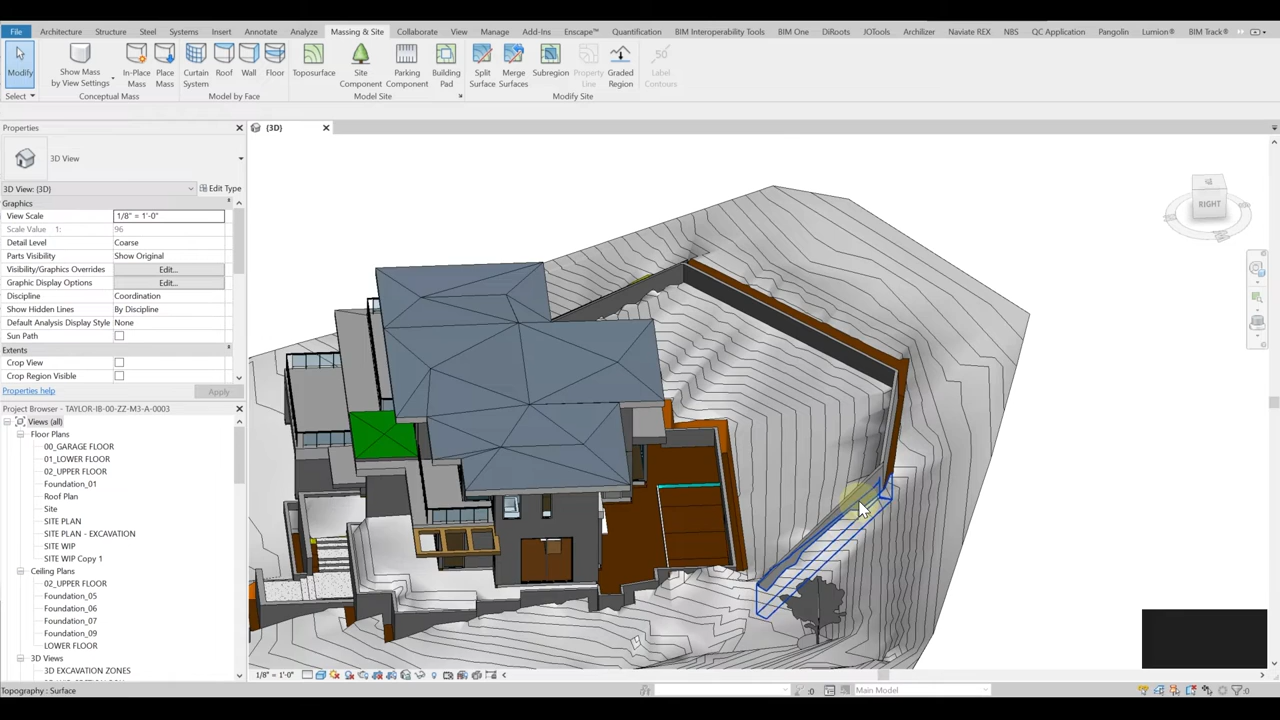 File Architecture Structure Steel Systems Insert Annotate Analyze Massing & Site Collaborate View Manage Add-Ins Enscape™ Quantification BIM Interoperability Tools BIM One DiRoots JOTools Archilizer Naviate REX NBS QC Application Pangolin Lumion® BIM Track®
Modify Show Mass by View Settings In-Place Mass Place Mass Curtain System Roof Wall Floor Toposurface Site Component Parking Component Building Pad Split Surface Merge Surfaces Subregion Property Line Graded Region Label Contours
50
Select Conceptual Mass Model by Face Model Site Modify Site
Properties
{3D}
3D View
3D View: {3D} Edit Type
Graphics
View Scale 1/8" = 1'-0"
Scale Value 1: 96
Detail Level Coarse
Parts Visibility Show Original
Visibility/Graphics Overrides Edit...
Graphic Display Options Edit...
Discipline Coordination
Show Hidden Lines By Discipline
Default Analysis Display Style None
Sun Path
Extents
Crop View
Crop Region Visible
Properties help Apply
Project Browser - TAYLOR-IB-00-ZZ-M3-A-0003
Views (all)
Floor Plans
00_GARAGE FLOOR
01_LOWER FLOOR
02_UPPER FLOOR
Foundation_01
Roof Plan
Site
SITE PLAN
SITE PLAN - EXCAVATION
SITE WIP
SITE WIP Copy 1
Ceiling Plans
02_UPPER FLOOR
Foundation_05
Foundation_06
Foundation_07
Foundation_09
LOWER FLOOR
3D Views
3D EXCAVATION ZONES
RIGHT
1/8" = 1'-0"
Topography : Surface
:0
Main Model
:0